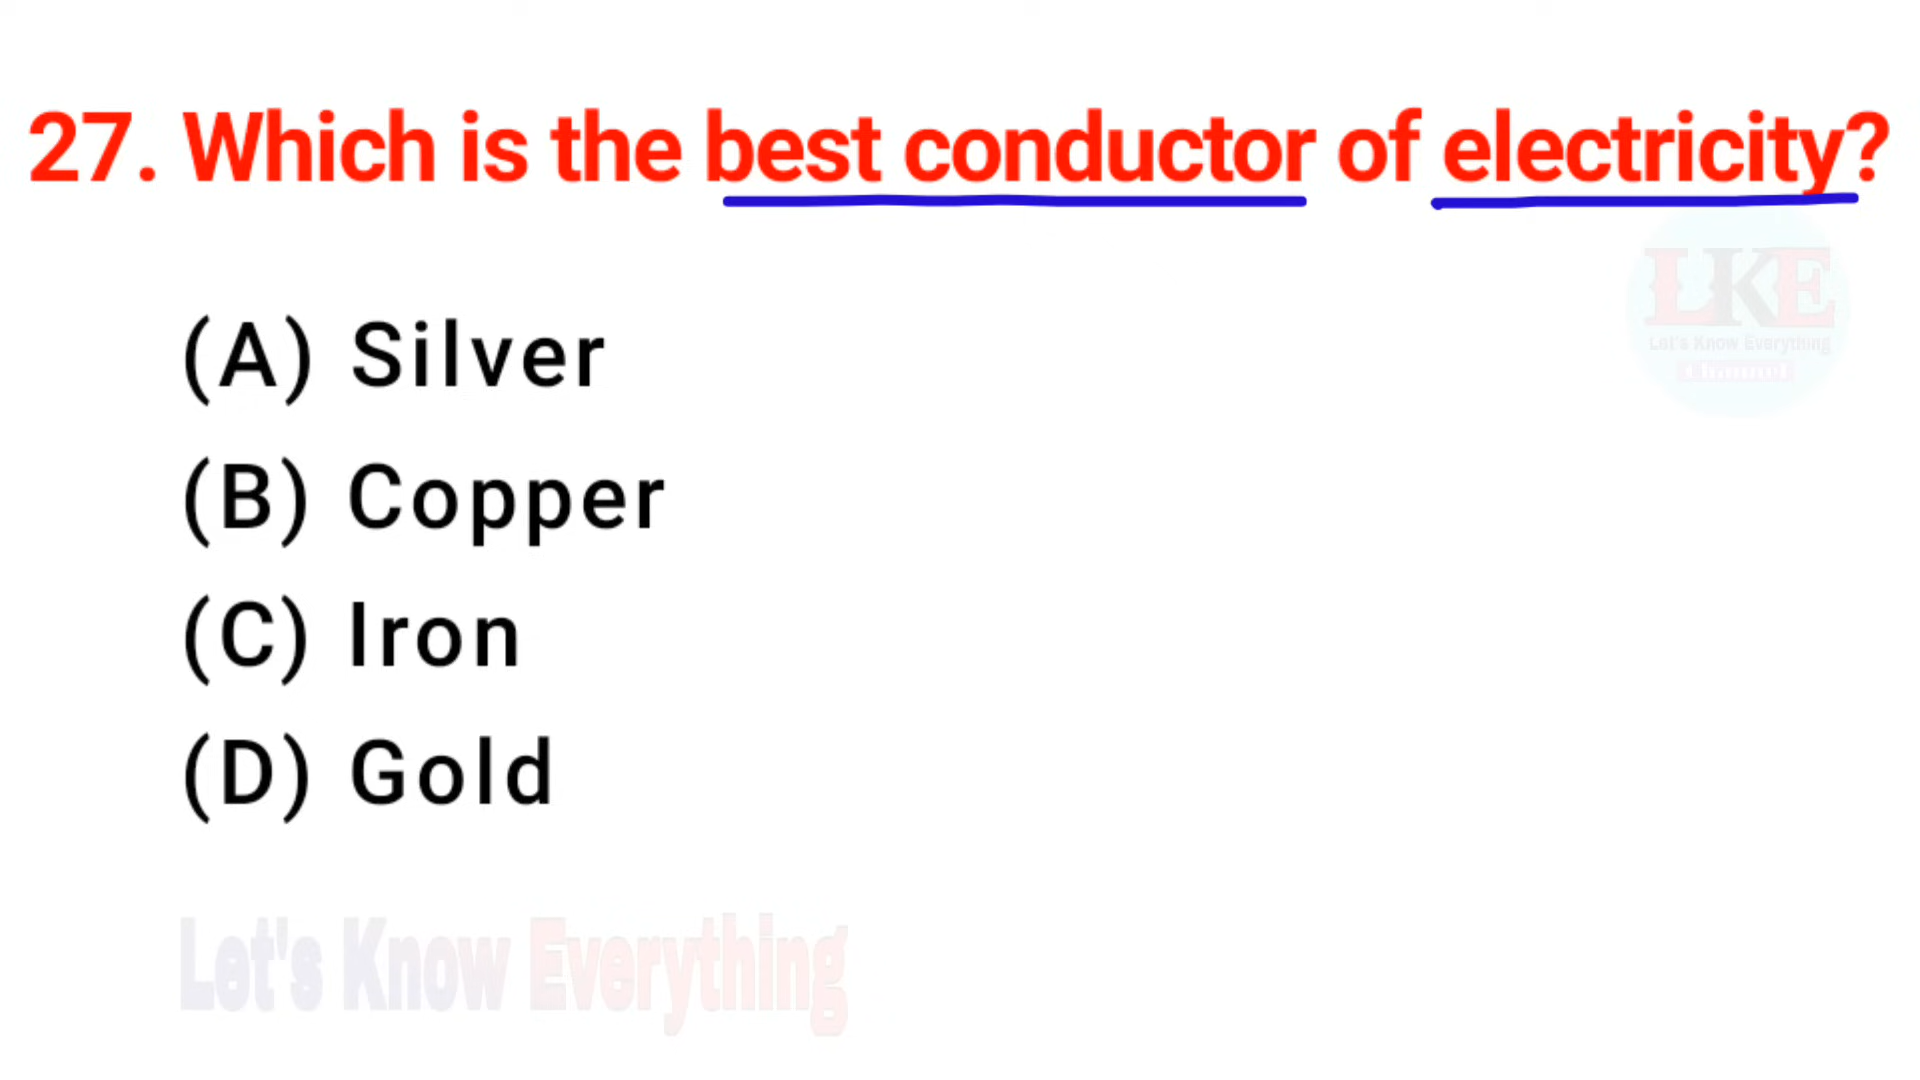 27. Which is the best conductor of electricity?
LKE
Let's Know Everything
Channel
(A) Silver
(B) Copper
(C) Iron
(D) Gold
Let's Know Everything